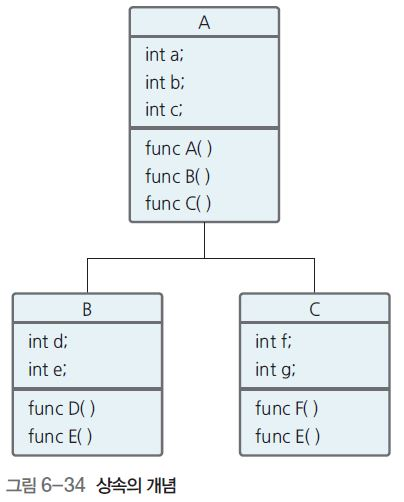 A
int a;
int b;
int c;
func A( )
func B( )
func C( )
B
int d;
int e;
func D( )
func E( )
C
int f;
int g;
func F( )
func E( )
그림 6-34 상속의 개념